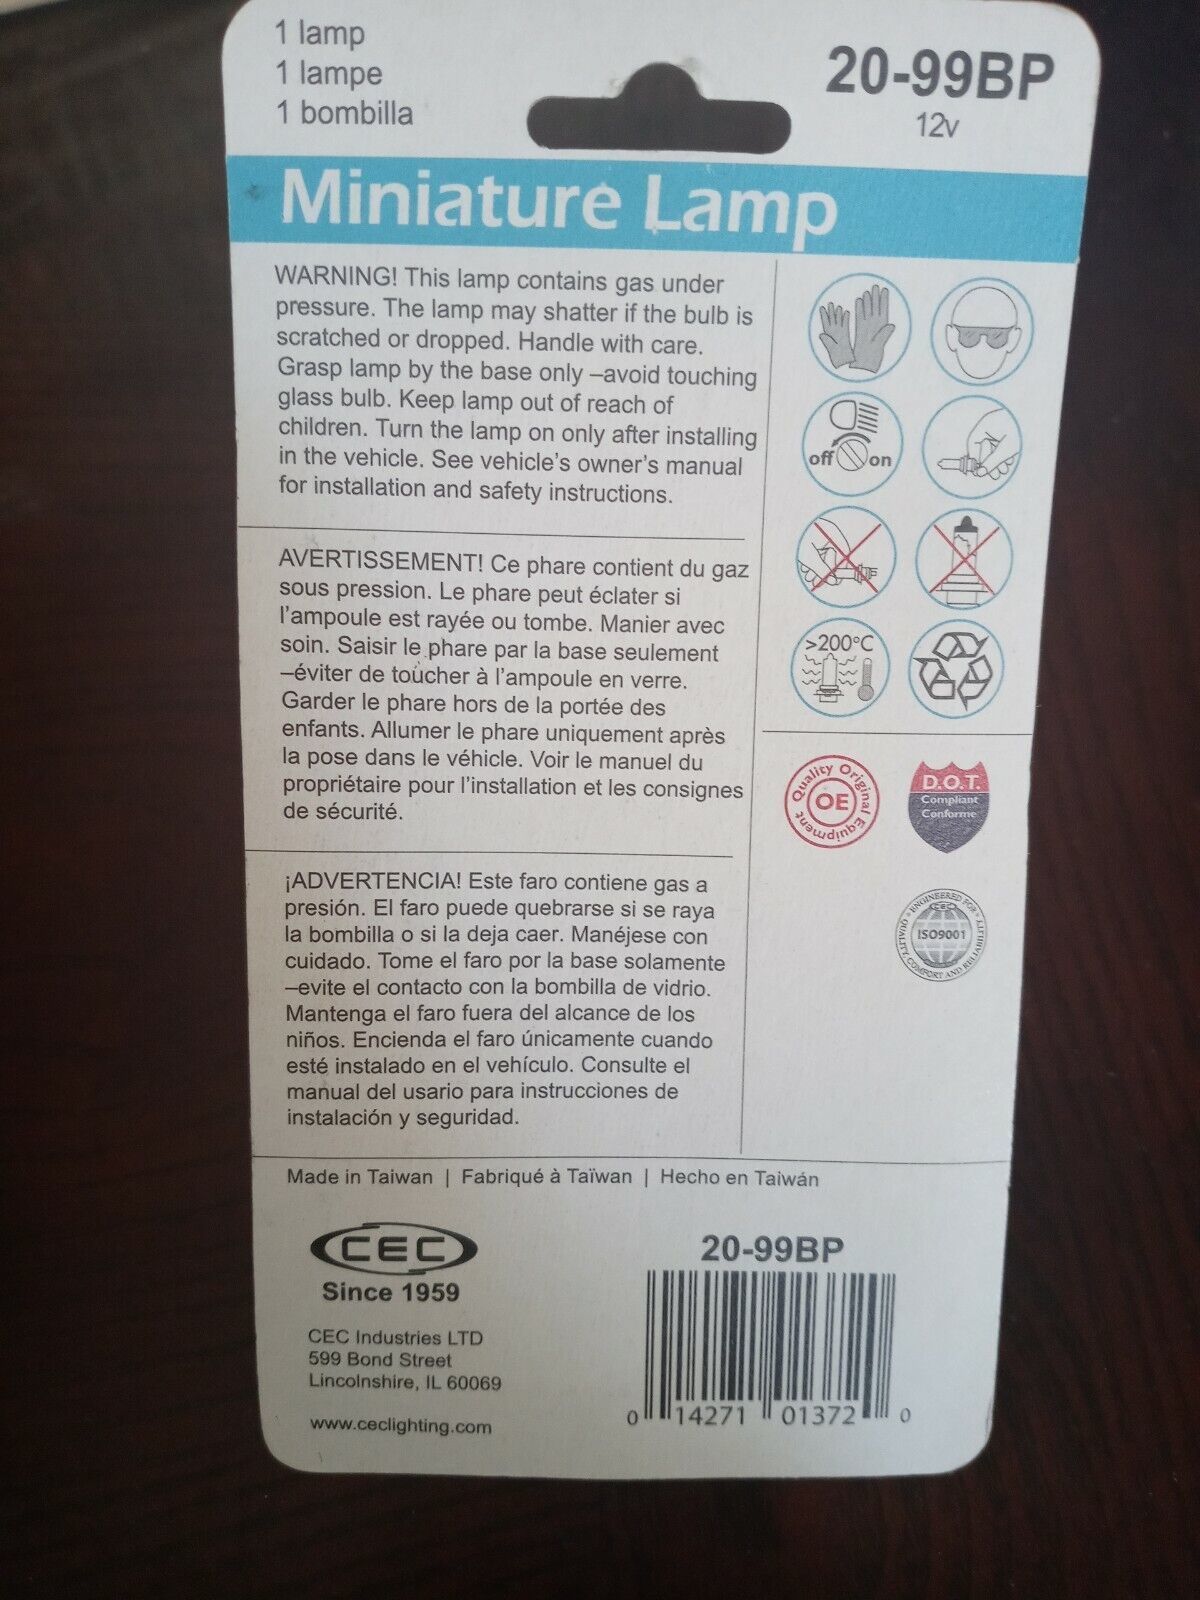 1 lamp
1 lampe
1 bombilla
20-99BP
12v
Miniature Lamp
WARNING! This lamp contains gas under
pressure. The lamp may shatter if the bulb is
scratched or dropped. Handle with care.
Grasp lamp by the base only –avoid touching
glass bulb. Keep lamp out of reach of
children. Turn the lamp on only after installing
in the vehicle. See vehicle's owner's manual
for installation and safety instructions.
AVERTISSEMENT! Ce phare contient du gaz
sous pression. Le phare peut éclater si
l'ampoule est rayée ou tombe. Manier avec
soin. Saisir le phare par la base seulement
–éviter de toucher à l'ampoule en verre.
Garder le phare hors de la portée des
enfants. Allumer le phare uniquement après
la pose dans le véhicle. Voir le manuel du
propriétaire pour l'installation et les consignes
de sécurité.
¡ADVERTENCIA! Este faro contiene gas a
presión. El faro puede quebrarse si se raya
la bombilla o si la deja caer. Manéjese con
cuidado. Tome el faro por la base solamente
–evite el contacto con la bombilla de vidrio.
Mantenga el faro fuera del alcance de los
niños. Encienda el faro únicamente cuando
esté instalado en el vehículo. Consulte el
manual del usario para instrucciones de
instalación y seguridad.
off on
>200°C
Quality Original Equipment
OE
D.O.T.
Compliant
Conforme
ENGINEERED FOR QUALITY, COMFORT AND RELIABILITY
CEC
ISO9001
Made in Taiwan | Fabriqué à Taïwan | Hecho en Taiwán
CEC
Since 1959
CEC Industries LTD
599 Bond Street
Lincolnshire, IL 60069
www.ceclighting.com
20-99BP
0 14271 01372 0